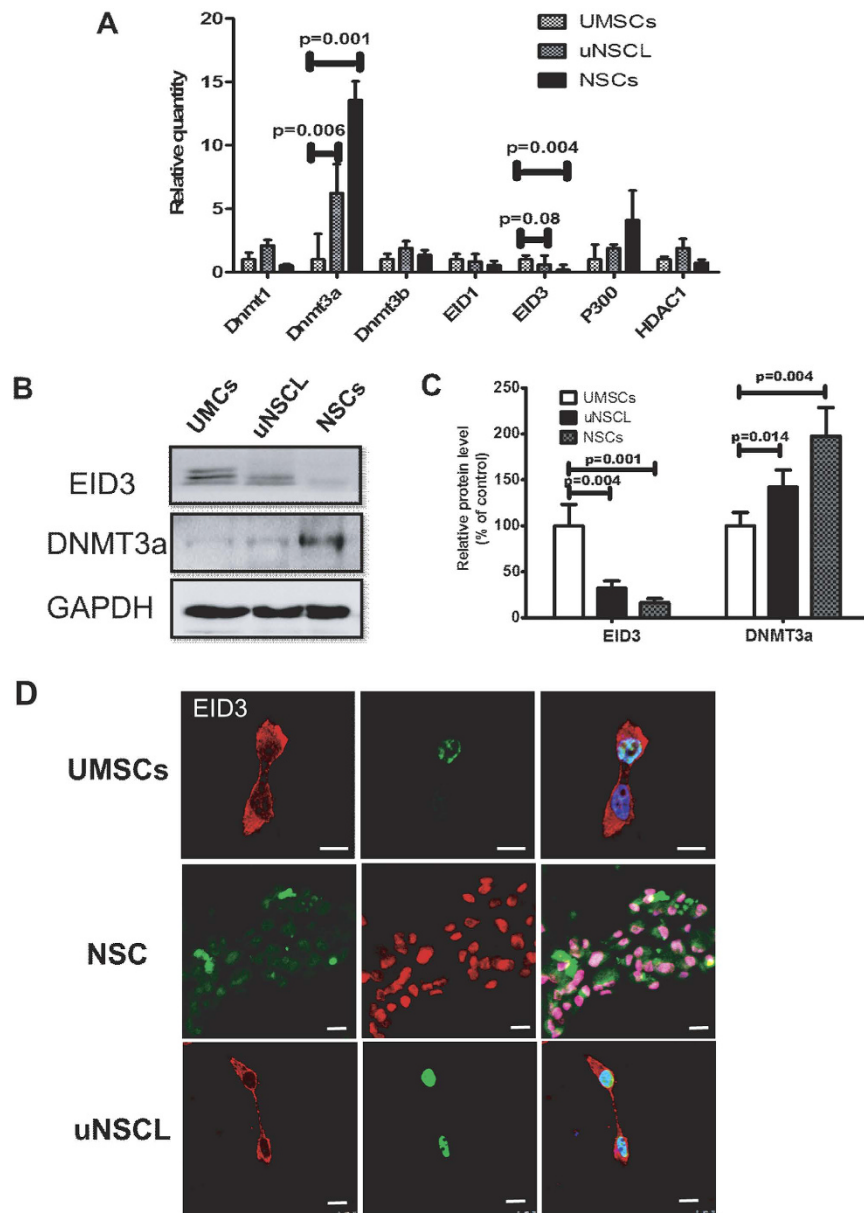 A
UMSCs
uNSCL
NSCs
Relative quantity
20
15
10
5
0
p=0.001
p=0.006
p=0.004
p=0.08
Dnmt1
Dnmt3a
Dnmt3b
EID1
EID3
P300
HDAC1
B
UMCs
uNSCL
NSCs
EID3
DNMT3a
GAPDH
C
UMSCs
uNSCL
NSCs
Relative protein level
(% of control)
250
200
150
100
50
0
p=0.004
p=0.014
p=0.001
p=0.004
EID3
DNMT3a
D
EID3
UMSCs
NSC
uNSCL